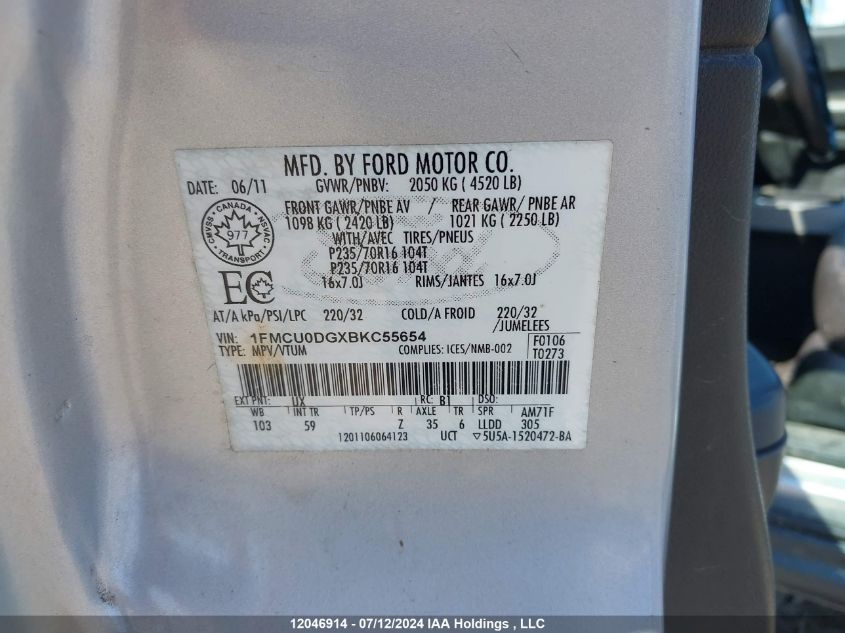 MFD. BY FORD MOTOR CO.
DATE: 06/11 GVWR/PNBV: 2050 KG ( 4520 LB)
FRONT GAWR/PNBE AV / REAR GAWR/ PNBE AR
1098 KG ( 2420 LB) 1021 KG ( 2250 LB)
WITH/AVEC TIRES/PNEUS
P235/70R16 104T
P235/70R16 104T
16x7.0J RIMS/JANTES 16x7.0J
CMVSS · CANADA · NSVAC · TRANSPORT
977
EC
AT/A kPa/PSI/LPC 220/32 COLD/A FROID 220/32
/JUMELEES
VIN: 1FMCU0DGXBKC55654
TYPE: MPV/VTUM COMPLIES: ICES/NMB-002
F0106
T0273
EXT PNT: UX RC: B1 DSO:
WB INT TR TP/PS R AXLE TR SPR AM71F
103 59 Z 35 6 LLDD 305
1201106064123 UCT ▽5U5A-1520472-BA
12046914 - 07/12/2024 IAA Holdings , LLC